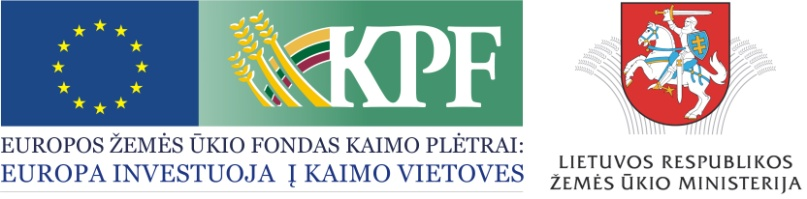 KPF
EUROPOS ŽEMĖS ŪKIO FONDAS KAIMO PLĖTRAI:
EUROPA INVESTUOJA Į KAIMO VIETOVES
LIETUVOS RESPUBLIKOS
ŽEMĖS ŪKIO MINISTERIJA